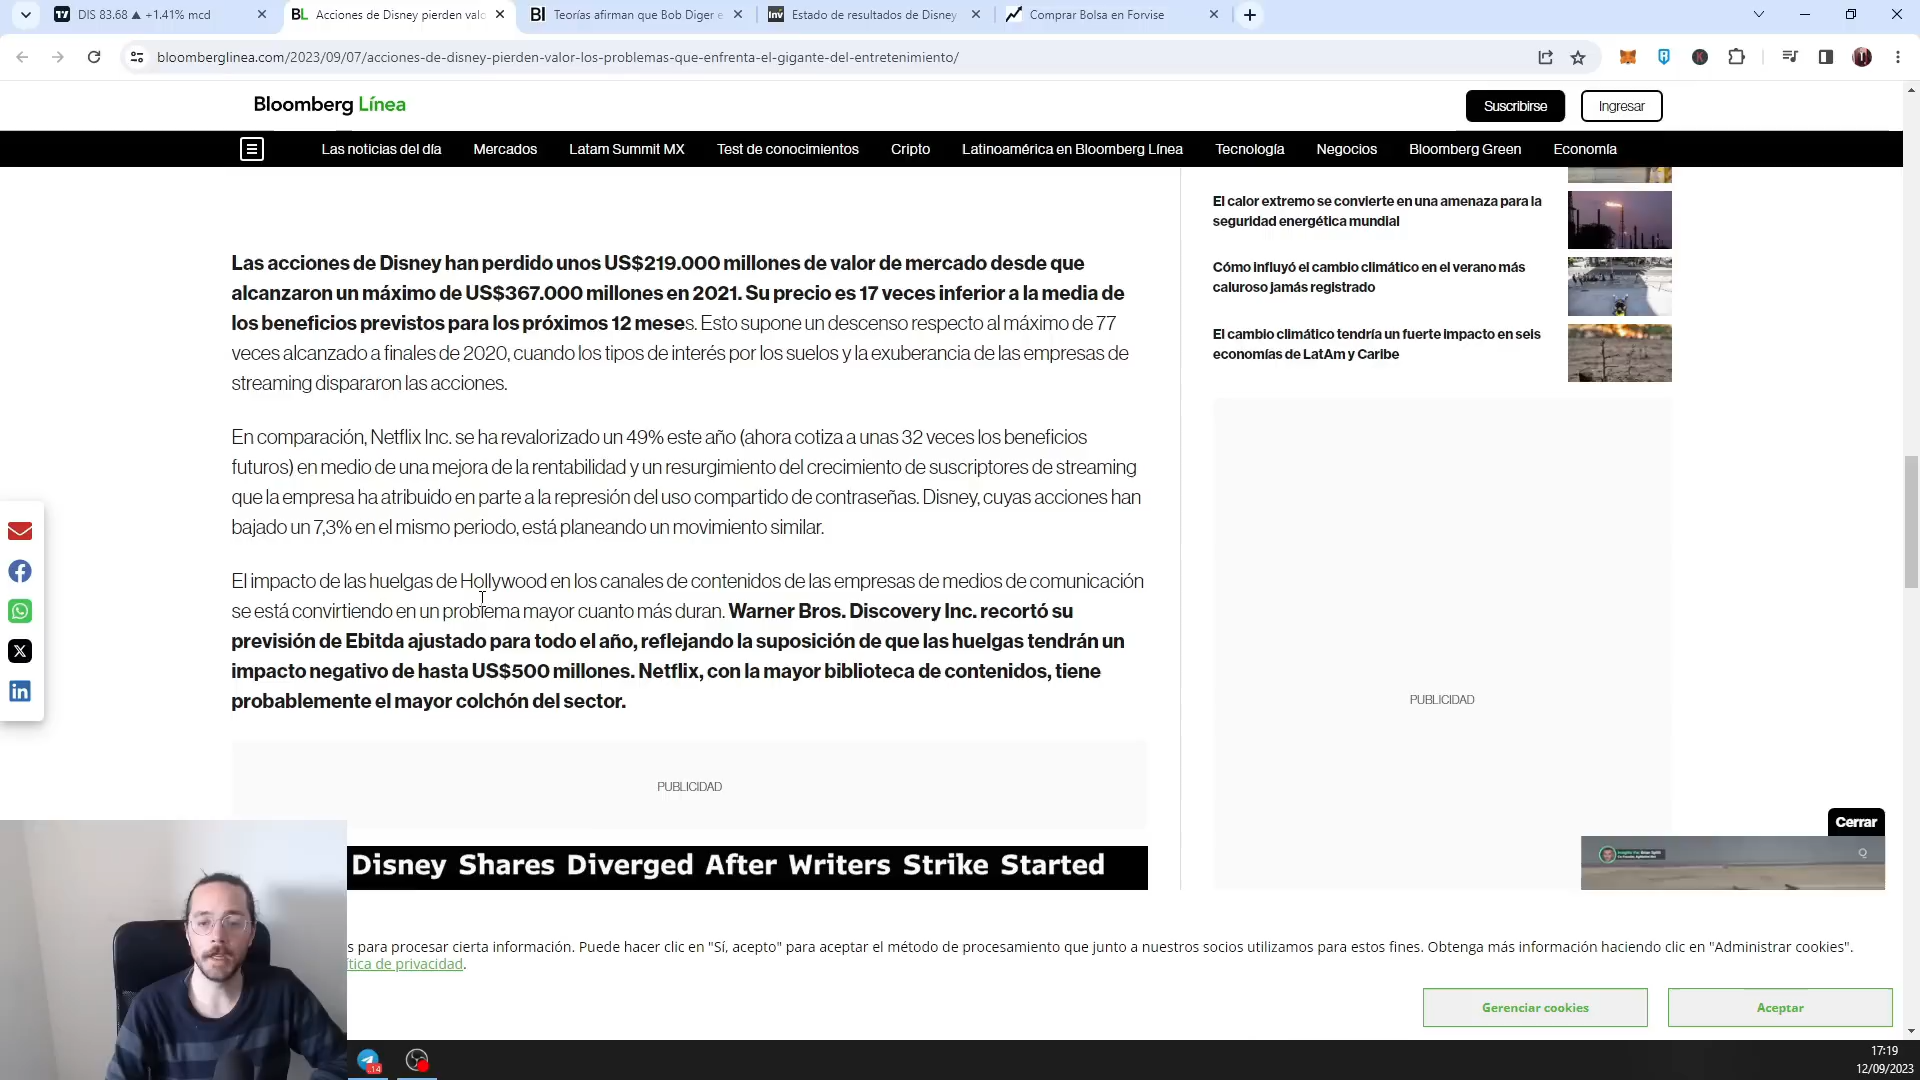 DIS 83.68 ▲ +1.41% mcd
BL Acciones de Disney pierden valo
BI Teorías afirman que Bob Diger e
Inv Estado de resultados de Disney
Comprar Bolsa en Forvise
bloomberglinea.com/2023/09/07/acciones-de-disney-pierden-valor-los-problemas-que-enfrenta-el-gigante-del-entretenimiento/
Bloomberg Línea
Suscribirse
Ingresar
Las noticias del día
Mercados
Latam Summit MX
Test de conocimientos
Cripto
Latinoamérica en Bloomberg Línea
Tecnología
Negocios
Bloomberg Green
Economía
Las acciones de Disney han perdido unos US$219.000 millones de valor de mercado desde que
alcanzaron un máximo de US$367.000 millones en 2021. Su precio es 17 veces inferior a la media de
los beneficios previstos para los próximos 12 meses. Esto supone un descenso respecto al máximo de 77
veces alcanzado a finales de 2020, cuando los tipos de interés por los suelos y la exuberancia de las empresas de
streaming dispararon las acciones.
En comparación, Netflix Inc. se ha revalorizado un 49% este año (ahora cotiza a unas 32 veces los beneficios
futuros) en medio de una mejora de la rentabilidad y un resurgimiento del crecimiento de suscriptores de streaming
que la empresa ha atribuido en parte a la represión del uso compartido de contraseñas. Disney, cuyas acciones han
bajado un 7,3% en el mismo periodo, está planeando un movimiento similar.
El impacto de las huelgas de Hollywood en los canales de contenidos de las empresas de medios de comunicación
se está convirtiendo en un problema mayor cuanto más duran. Warner Bros. Discovery Inc. recortó su
previsión de Ebitda ajustado para todo el año, reflejando la suposición de que las huelgas tendrán un
impacto negativo de hasta US$500 millones. Netflix, con la mayor biblioteca de contenidos, tiene
probablemente el mayor colchón del sector.
PUBLICIDAD
Disney Shares Diverged After Writers Strike Started
El calor extremo se convierte en una amenaza para la
seguridad energética mundial
Cómo influyó el cambio climático en el verano más
caluroso jamás registrado
El cambio climático tendría un fuerte impacto en seis
economías de LatAm y Caribe
PUBLICIDAD
Cerrar
s para procesar cierta información. Puede hacer clic en "Sí, acepto" para aceptar el método de procesamiento que junto a nuestros socios utilizamos para estos fines. Obtenga más información haciendo clic en "Administrar cookies".
ítica de privacidad.
Gerenciar cookies
Aceptar
14
17:19
12/09/2023